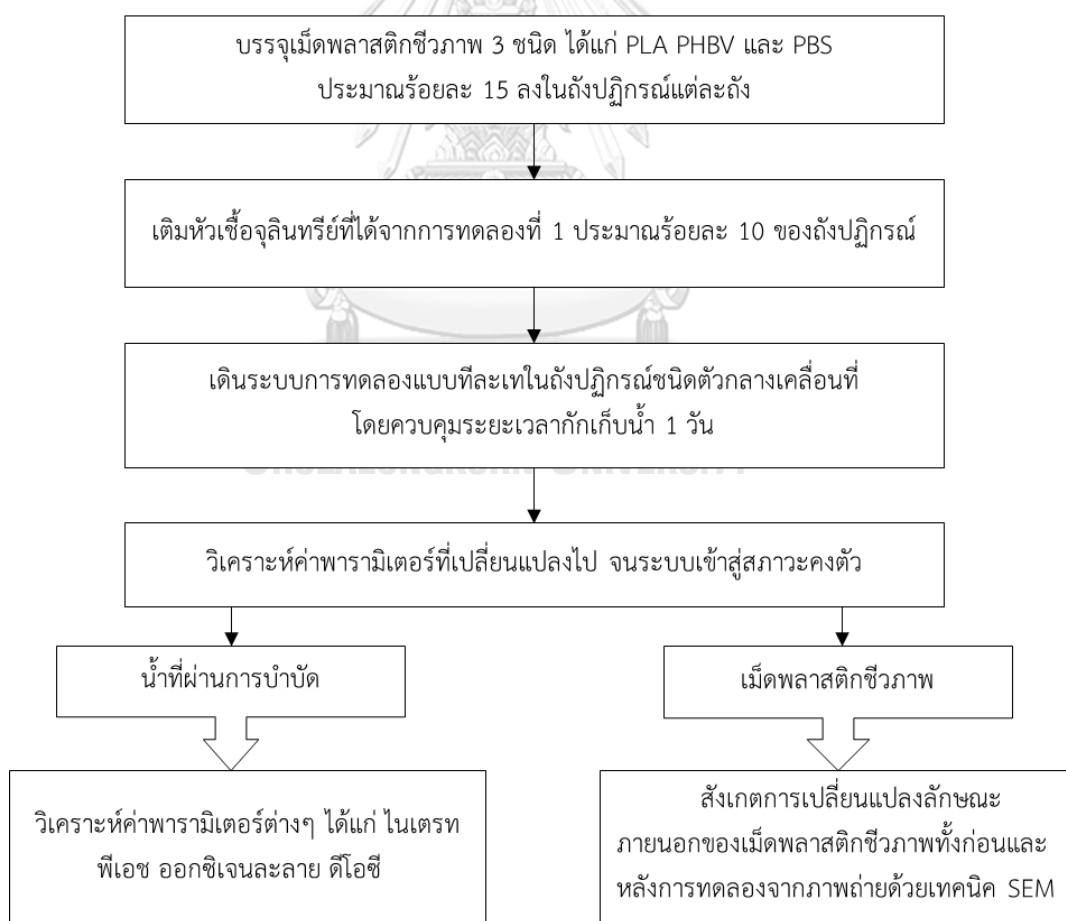 บรรจุเม็ดพลาสติกชีวภาพ 3 ชนิด ได้แก่ PLA PHBV และ PBS
ประมาณร้อยละ 15 ลงในถังปฏิกรณ์แต่ละถัง
เติมหัวเชื้อจุลินทรีย์ที่ได้จากการทดลองที่ 1 ประมาณร้อยละ 10 ของถังปฏิกรณ์
เดินระบบการทดลองแบบทีละเทในถังปฏิกรณ์ชนิดตัวกลางเคลื่อนที่
โดยควบคุมระยะเวลากักเก็บน้ำ 1 วัน
วิเคราะห์ค่าพารามิเตอร์ที่เปลี่ยนแปลงไป จนระบบเข้าสู่สภาวะคงตัว
น้ำที่ผ่านการบำบัด
เม็ดพลาสติกชีวภาพ
วิเคราะห์ค่าพารามิเตอร์ต่างๆ ได้แก่ ไนเตรท
พีเอช ออกซิเจนละลาย ดีโอซี
สังเกตการเปลี่ยนแปลงลักษณะ
ภายนอกของเม็ดพลาสติกชีวภาพทั้งก่อนและ
หลังการทดลองจากภาพถ่ายด้วยเทคนิค SEM